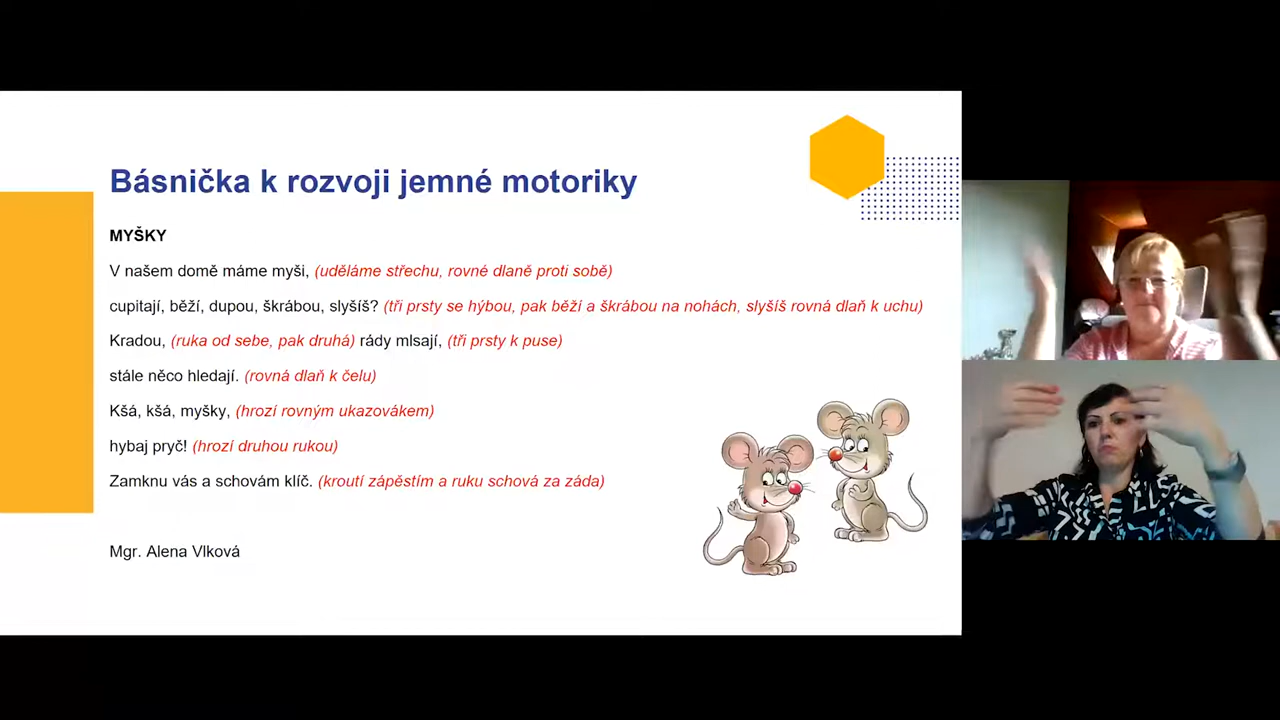 Básnička k rozvoji jemné motoriky
MYŠKY
V našem domě máme myši, (uděláme střechu, rovné dlaně proti sobě)
cupitají, běží, dupou, škrábou, slyšíš? (tři prsty se hýbou, pak běží a škrábou na nohách, slyšíš rovná dlaň k uchu)
Kradou, (ruka od sebe, pak druhá) rády mlsají, (tři prsty k puse)
stále něco hledají. (rovná dlaň k čelu)
Kšá, kšá, myšky, (hrozí rovným ukazovákem)
hybaj pryč! (hrozí druhou rukou)
Zamknu vás a schovám klíč. (kroutí zápěstím a ruku schová za záda)
Mgr. Alena Vlková